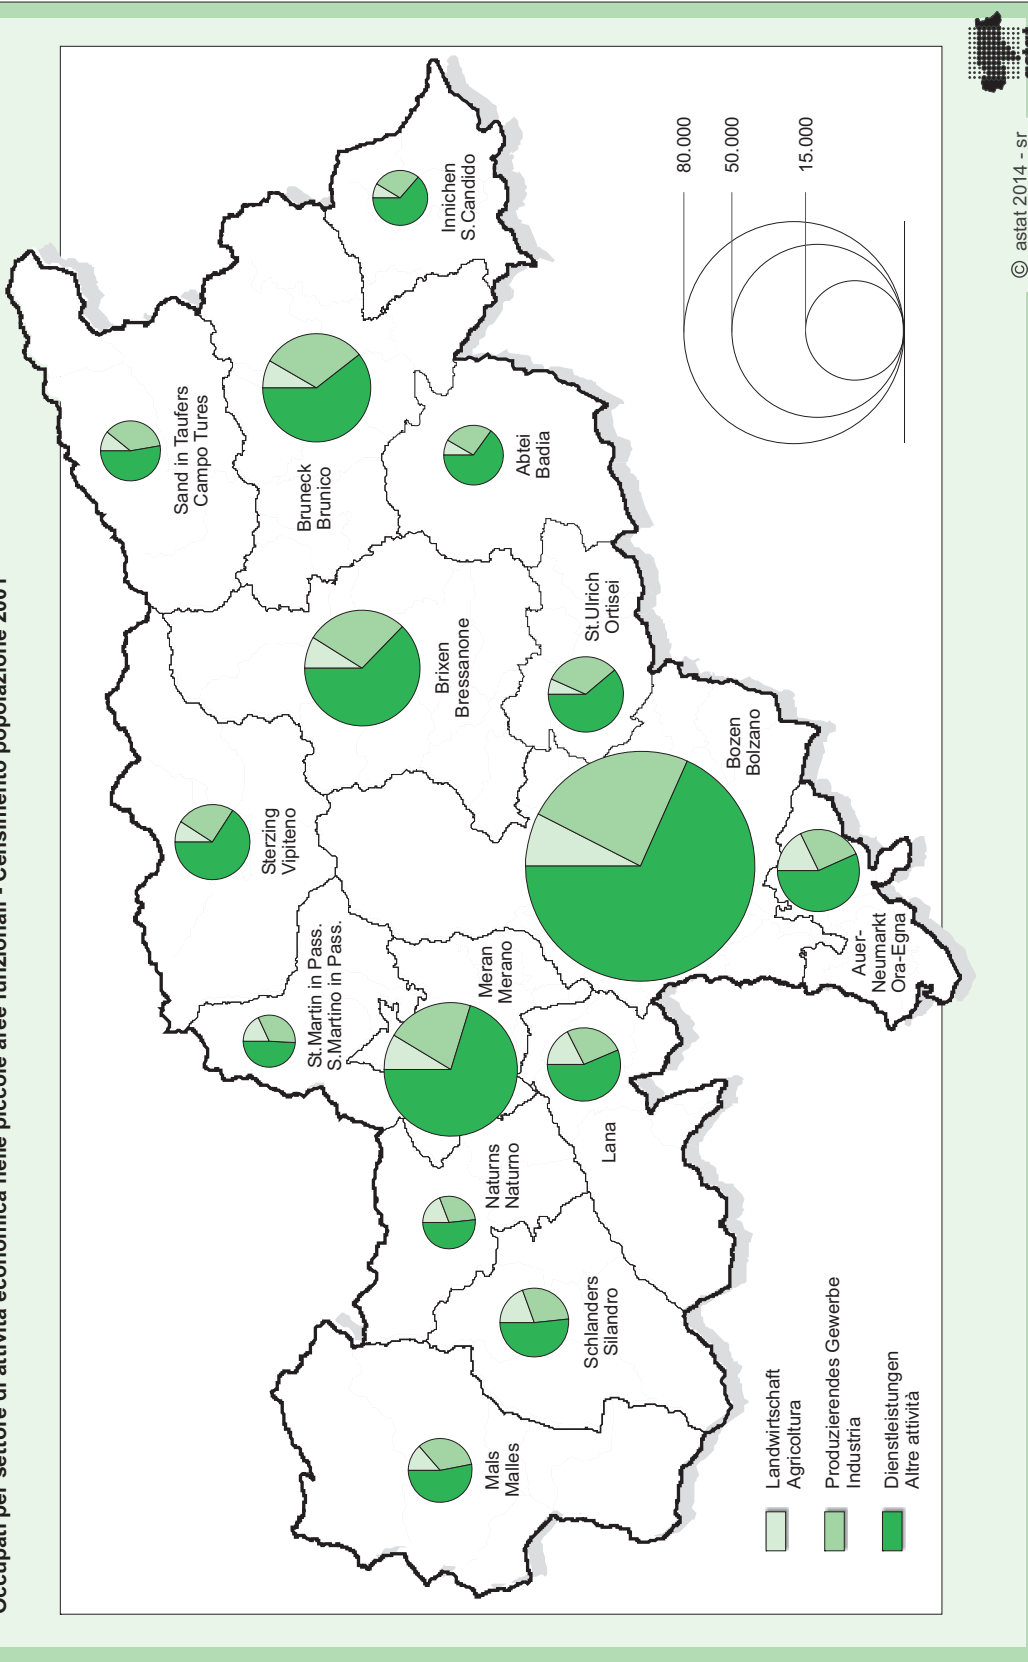 Occupati per settore di attività economica nelle piccole aree funzionali - Censimento popolazione 2001
Sand in Taufers
Campo Tures
Innichen
S.Candido
Bruneck
Brunico
Abtei
Badia
Brixen
Bressanone
St.Ulrich
Ortisei
Sterzing
Vipiteno
Bozen
Bolzano
St.Martin in Pass.
S.Martino in Pass.
Meran
Merano
Auer-
Neumarkt
Ora-Egna
Lana
Naturns
Naturno
Schlanders
Silandro
Mals
Malles
80.000
50.000
15.000
Landwirtschaft
Agricoltura
Produzierendes Gewerbe
Industria
Dienstleistungen
Altre attività
© astat 2014 - sr
astat